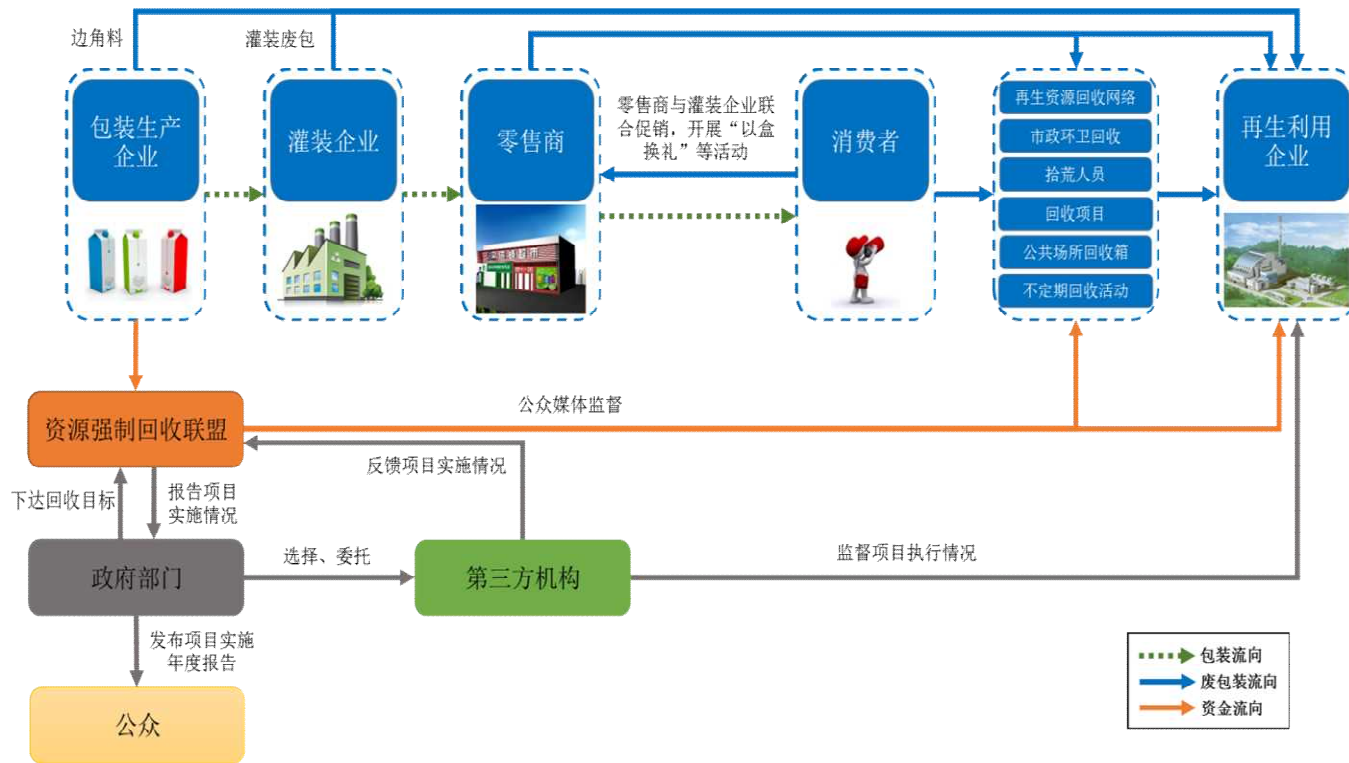 边角料
灌装废包
包装生产
企业
灌装企业
零售商
零售商与灌装企业联
合促销，开展“以盒
换礼”等活动
消费者
再生资源回收网络
市政环卫回收
拾荒人员
回收项目
公共场所回收箱
不定期回收活动
再生利用
企业
资源强制回收联盟
公众媒体监督
反馈项目实施情况
下达回收目标
报告项目
实施情况
政府部门
选择、委托
第三方机构
监督项目执行情况
发布项目实施
年度报告
公众
包装流向
废包装流向
资金流向